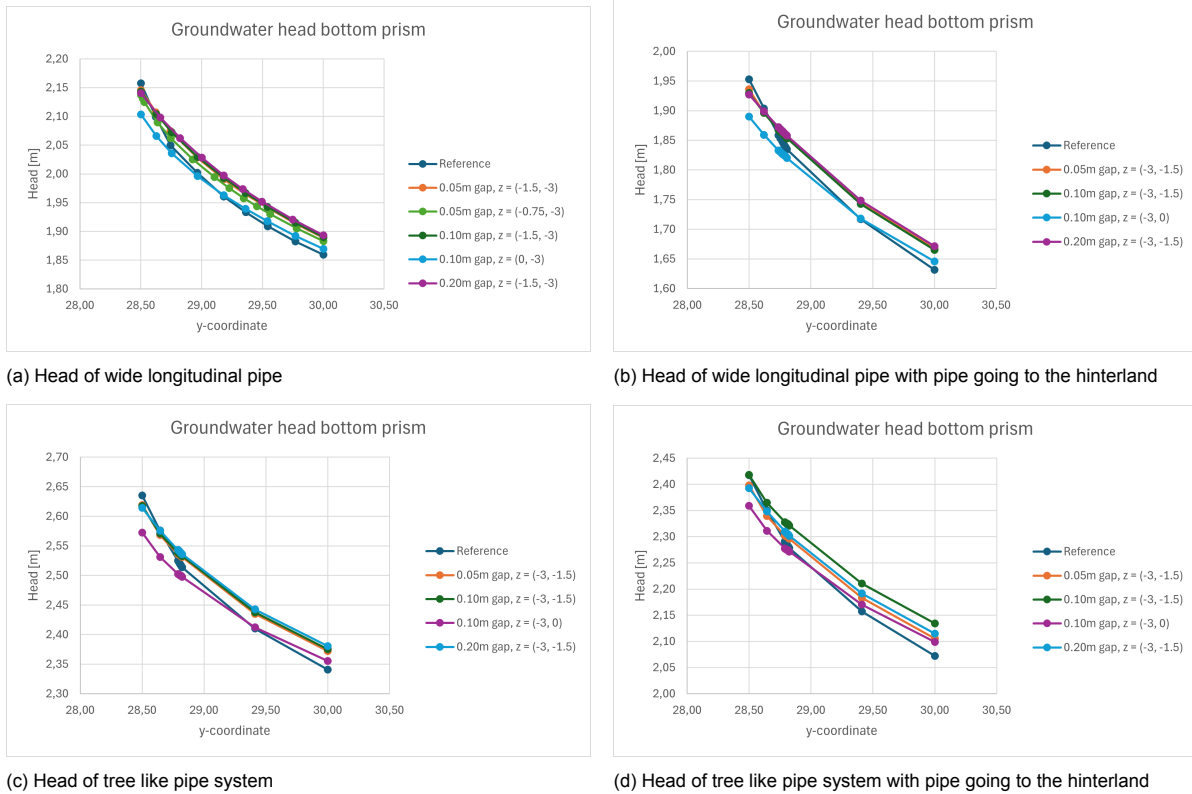 Groundwater head bottom prism
2,20
2,15
2,10
2,05
2,00
1,95
1,90
1,85
1,80
Head [m]
28,00 28,50 29,00 29,50 30,00 30,50
y-coordinate
Reference
0.05m gap, z = (-1.5, -3)
0.05m gap, z = (-0.75, -3)
0.10m gap, z = (-1.5, -3)
0.10m gap, z = (0, -3)
0.20m gap, z = (-1.5, -3)
(a) Head of wide longitudinal pipe
Groundwater head bottom prism
2,00
1,95
1,90
1,85
1,80
1,75
1,70
1,65
1,60
Head [m]
28,00 28,50 29,00 29,50 30,00 30,50
y-coordinate
Reference
0.05m gap, z = (-3, -1.5)
0.10m gap, z = (-3, -1.5)
0.10m gap, z = (-3, 0)
0.20m gap, z = (-3, -1.5)
(b) Head of wide longitudinal pipe with pipe going to the hinterland
Groundwater head bottom prism
2,70
2,65
2,60
2,55
2,50
2,45
2,40
2,35
2,30
Head [m]
28,00 28,50 29,00 29,50 30,00 30,50
y-coordinate
Reference
0.05m gap, z = (-3, -1.5)
0.10m gap, z = (-3, -1.5)
0.10m gap, z = (-3, 0)
0.20m gap, z = (-3, -1.5)
(c) Head of tree like pipe system
Groundwater head bottom prism
2,45
2,40
2,35
2,30
2,25
2,20
2,15
2,10
2,05
2,00
Head [m]
28,00 28,50 29,00 29,50 30,00 30,50
y-coordinate
Reference
0.05m gap, z = (-3, -1.5)
0.10m gap, z = (-3, -1.5)
0.10m gap, z = (-3, 0)
0.20m gap, z = (-3, -1.5)
(d) Head of tree like pipe system with pipe going to the hinterland